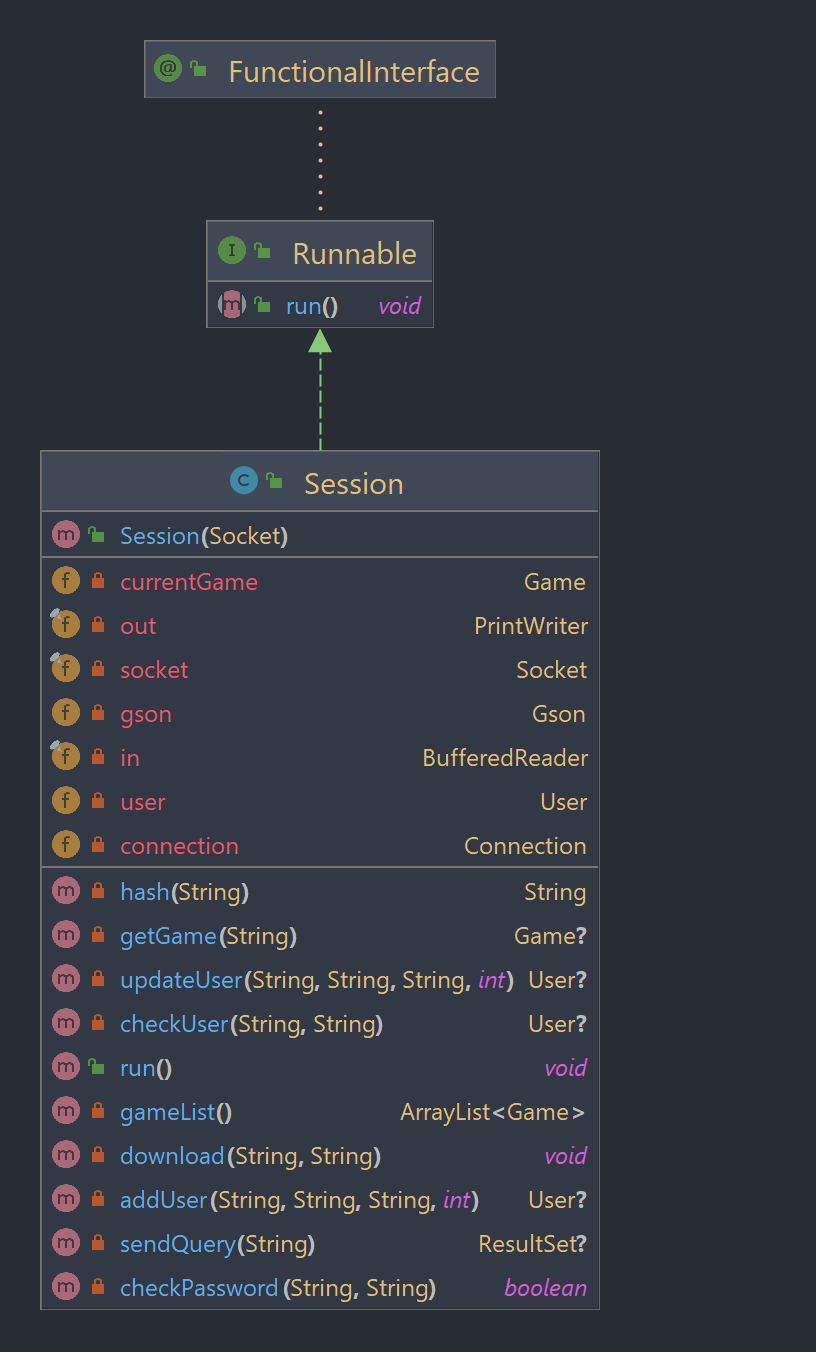 @ FunctionalInterface
I Runnable
m run() void
C Session
m Session(Socket)
f currentGame Game
f out PrintWriter
f socket Socket
f gson Gson
f in BufferedReader
f user User
f connection Connection
m hash(String) String
m getGame(String) Game?
m updateUser(String, String, String, int) User?
m checkUser(String, String) User?
m run() void
m gameList() ArrayList<Game>
m download(String, String) void
m addUser(String, String, String, int) User?
m sendQuery(String) ResultSet?
m checkPassword(String, String) boolean